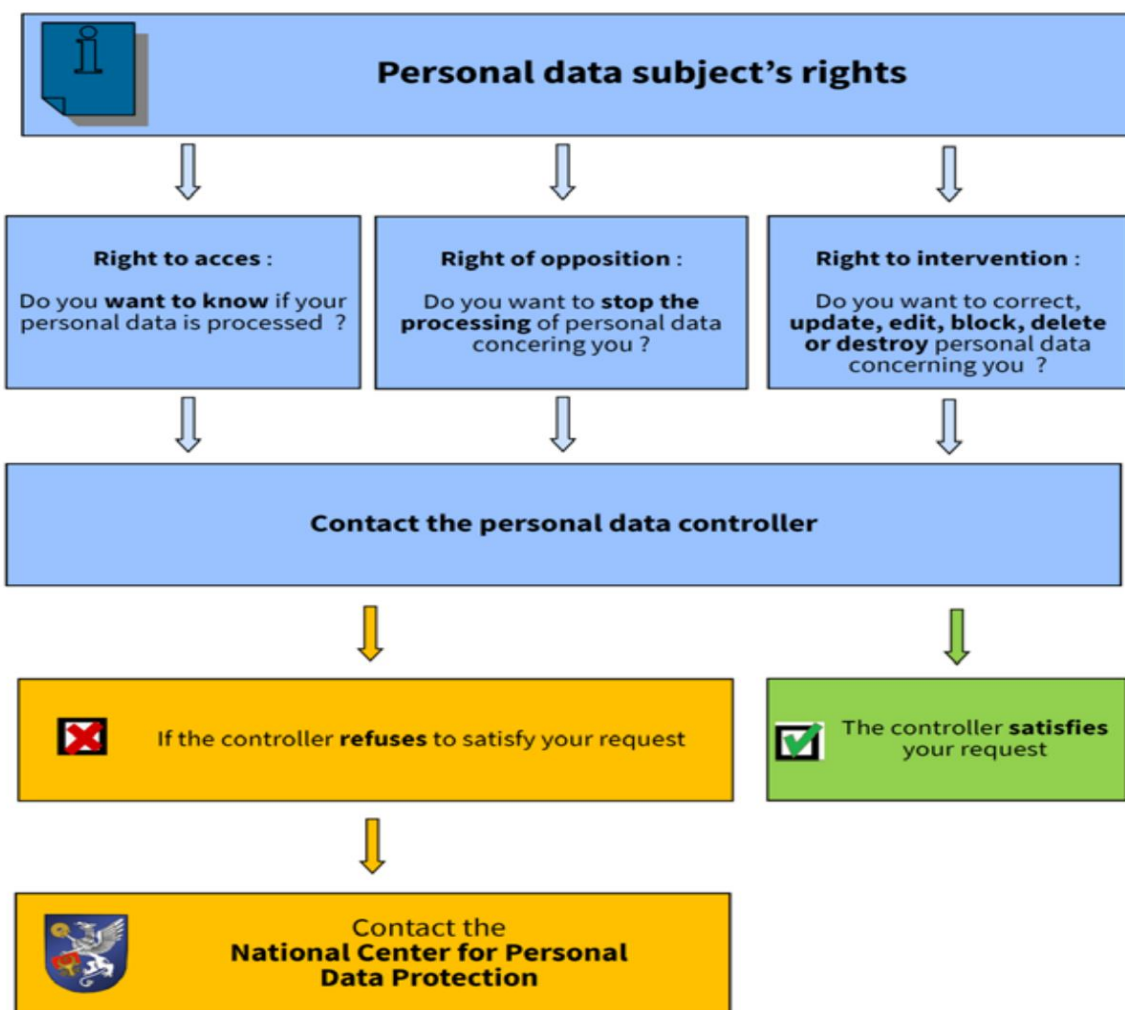 Personal data subject's rights
Right to acces :
Do you want to know if your
personal data is processed ?
Right of opposition :
Do you want to stop the
processing of personal data
concering you ?
Right to intervention :
Do you want to correct,
update, edit, block, delete
or destroy personal data
concerning you ?
Contact the personal data controller
If the controller refuses to satisfy your request
The controller satisfies
your request
Contact the
National Center for Personal
Data Protection